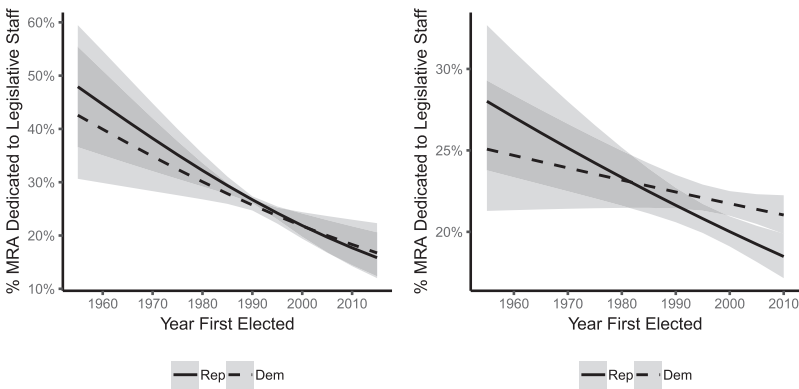 % MRA Dedicated to Legislative Staff
60%
50%
40%
30%
20%
10%
1960 1970 1980 1990 2000 2010
Year First Elected
Rep Dem
% MRA Dedicated to Legislative Staff
30%
25%
20%
1960 1970 1980 1990 2000 2010
Year First Elected
Rep Dem